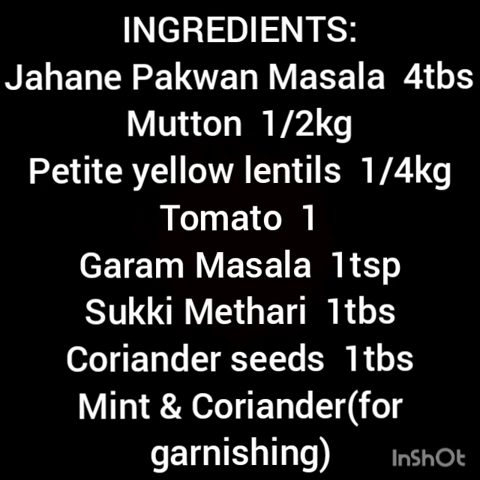 INGREDIENTS:
Jahane Pakwan Masala 4tbs
Mutton 1/2kg
Petite yellow lentils 1/4kg
Tomato 1
Garam Masala 1tsp
Sukki Methari 1tbs
Coriander seeds 1tbs
Mint & Coriander(for
garnishing)
InShOt